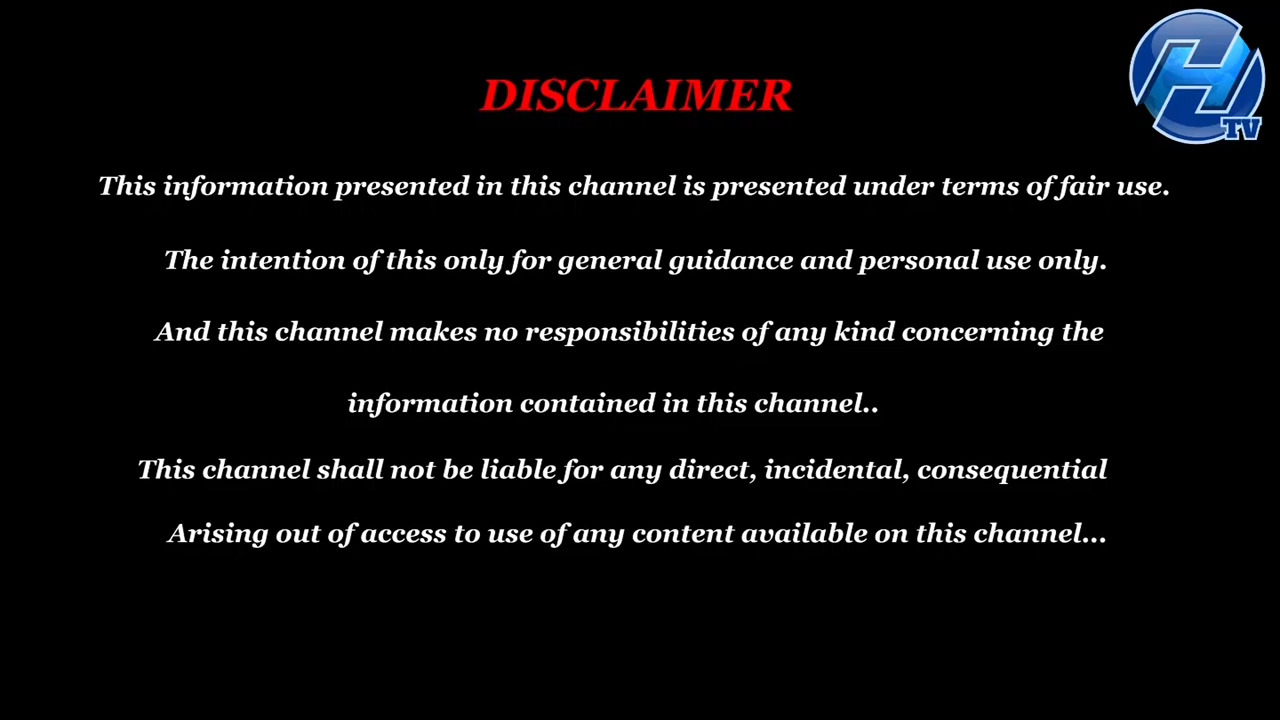 H
TV
DISCLAIMER
This information presented in this channel is presented under terms of fair use.
The intention of this only for general guidance and personal use only.
And this channel makes no responsibilities of any kind concerning the
information contained in this channel..
This channel shall not be liable for any direct, incidental, consequential
Arising out of access to use of any content available on this channel...